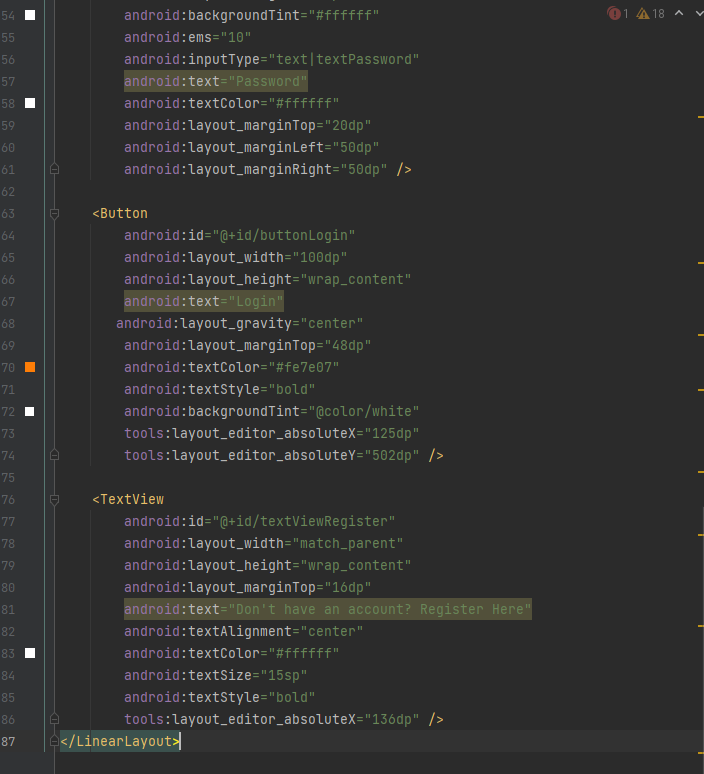 1 18
54 android:backgroundTint="#ffffff"
55 android:ems="10"
56 android:inputType="text|textPassword"
57 android:text="Password"
58 android:textColor="#ffffff"
59 android:layout_marginTop="20dp"
60 android:layout_marginLeft="50dp"
61 android:layout_marginRight="50dp" />
62
63 <Button
64 android:id="@+id/buttonLogin"
65 android:layout_width="100dp"
66 android:layout_height="wrap_content"
67 android:text="Login"
68 android:layout_gravity="center"
69 android:layout_marginTop="48dp"
70 android:textColor="#fe7e07"
71 android:textStyle="bold"
72 android:backgroundTint="@color/white"
73 tools:layout_editor_absoluteX="125dp"
74 tools:layout_editor_absoluteY="502dp" />
75
76 <TextView
77 android:id="@+id/textViewRegister"
78 android:layout_width="match_parent"
79 android:layout_height="wrap_content"
80 android:layout_marginTop="16dp"
81 android:text="Don't have an account? Register Here"
82 android:textAlignment="center"
83 android:textColor="#ffffff"
84 android:textSize="15sp"
85 android:textStyle="bold"
86 tools:layout_editor_absoluteX="136dp" />
87 </LinearLayout>